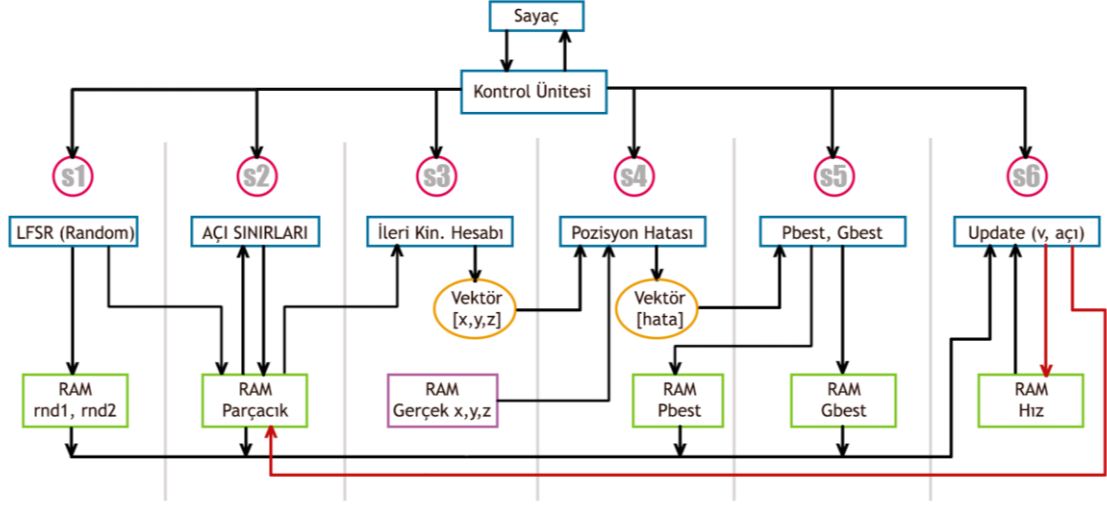 Sayaç
Kontrol Ünitesi
s1
s2
s3
s4
s5
s6
LFSR (Random)
AÇI SINIRLARI
İleri Kin. Hesabı
Pozisyon Hatası
Pbest, Gbest
Update (v, açı)
Vektör
[x,y,z]
Vektör
[hata]
RAM
rnd1, rnd2
RAM
Parçacık
RAM
Gerçek x,y,z
RAM
Pbest
RAM
Gbest
RAM
Hız